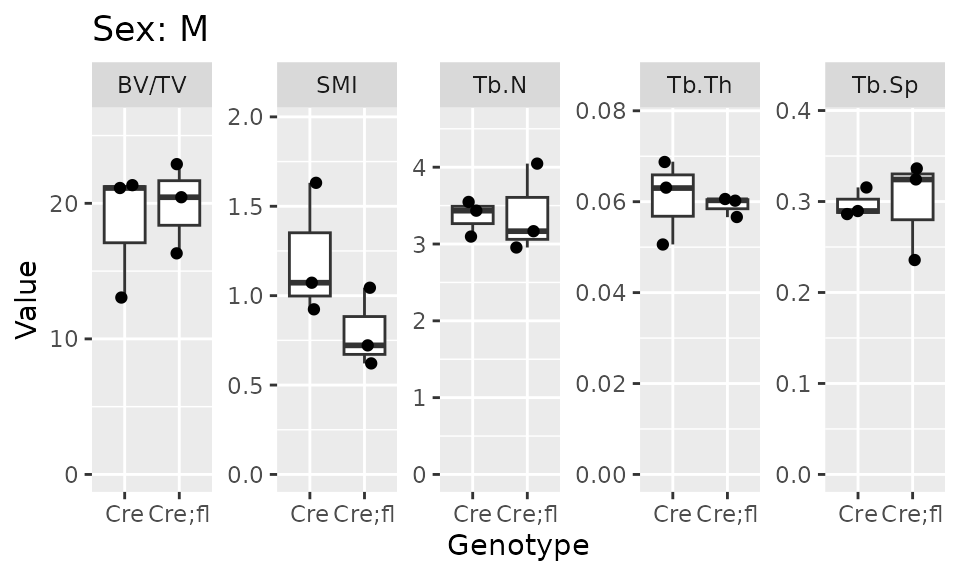 Sex: M
BV/TV
SMI
Tb.N
Tb.Th
Tb.Sp
Value
0
10
20
0.0
0.5
1.0
1.5
2.0
0
1
2
3
4
0.00
0.02
0.04
0.06
0.08
0.0
0.1
0.2
0.3
0.4
Cre Cre;fl
Cre Cre;fl
Cre Cre;fl
Cre Cre;fl
Cre Cre;fl
Genotype